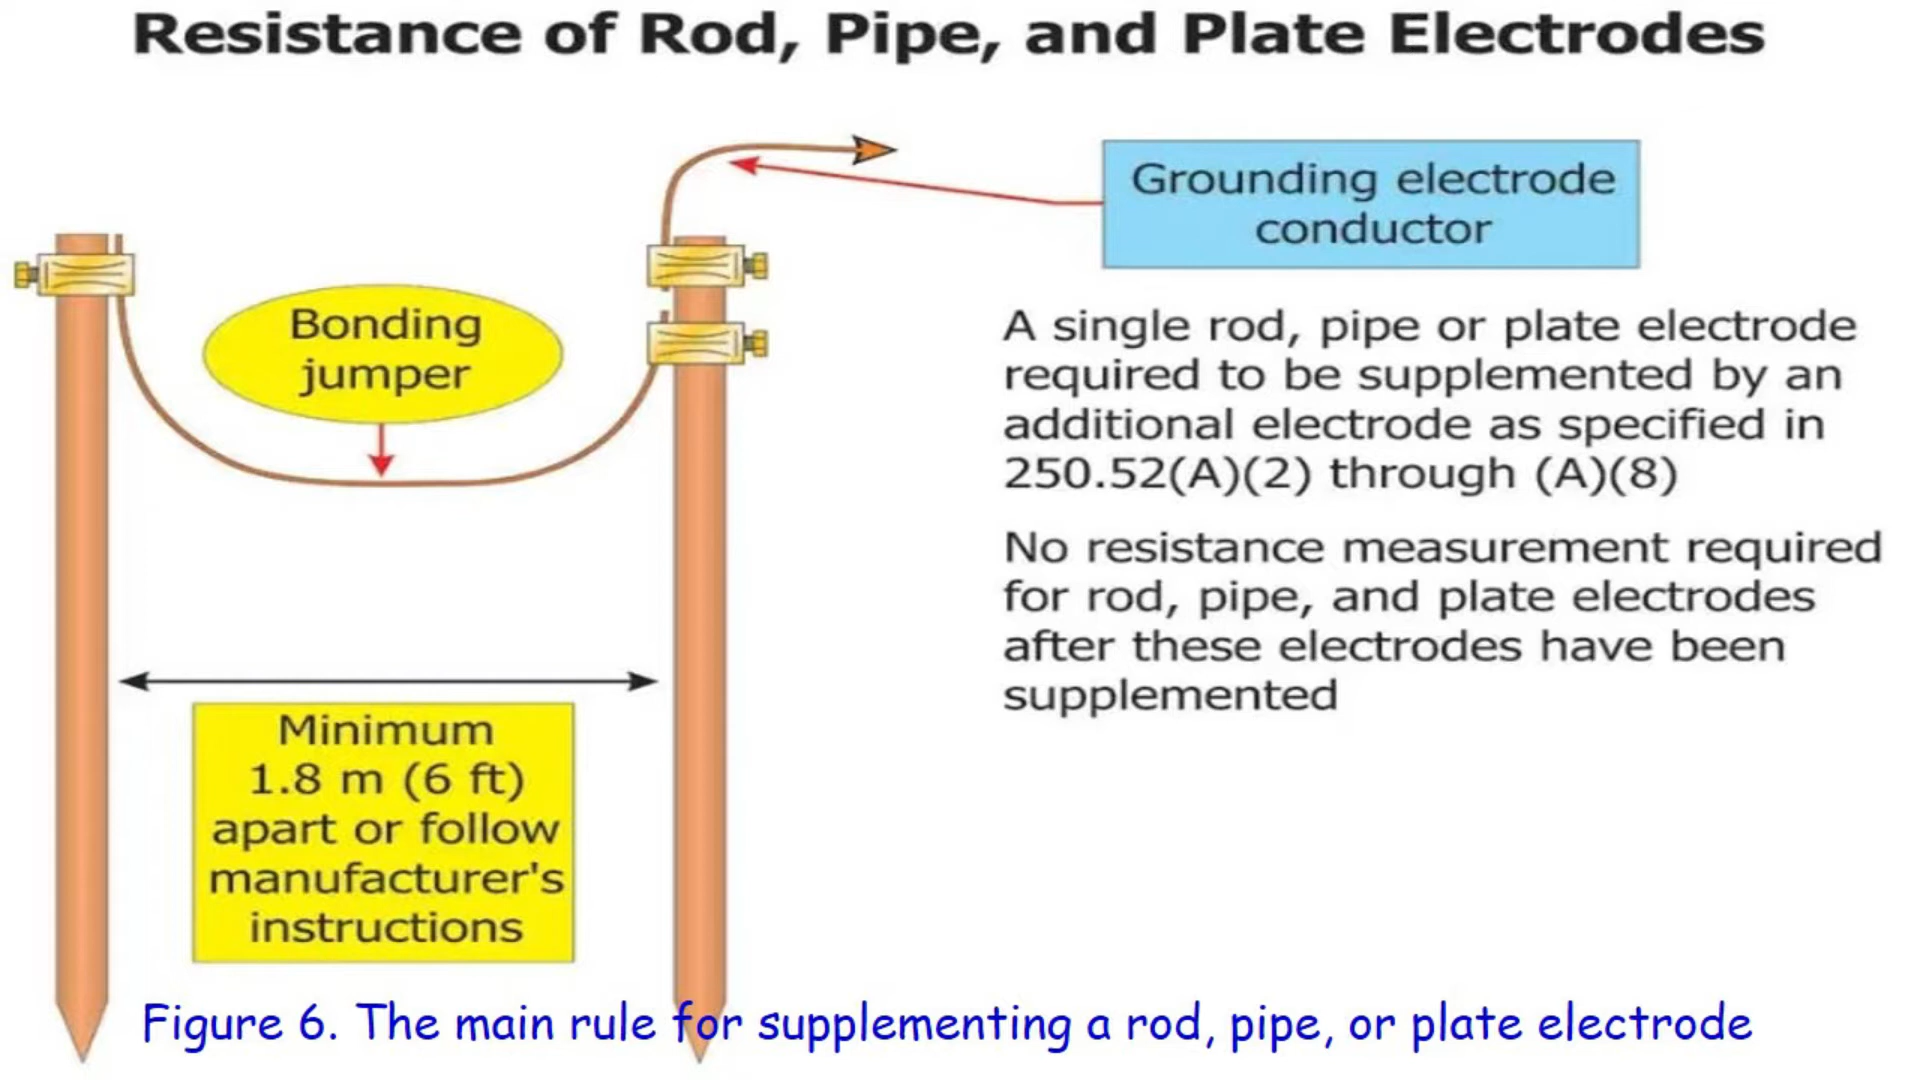 Resistance of Rod, Pipe, and Plate Electrodes
Grounding electrode
conductor
Bonding
jumper
A single rod, pipe or plate electrode
required to be supplemented by an
additional electrode as specified in
250.52(A)(2) through (A)(8)
No resistance measurement required
for rod, pipe, and plate electrodes
after these electrodes have been
supplemented
Minimum
1.8 m (6 ft)
apart or follow
manufacturer's
instructions
Figure 6. The main rule for supplementing a rod, pipe, or plate electrode